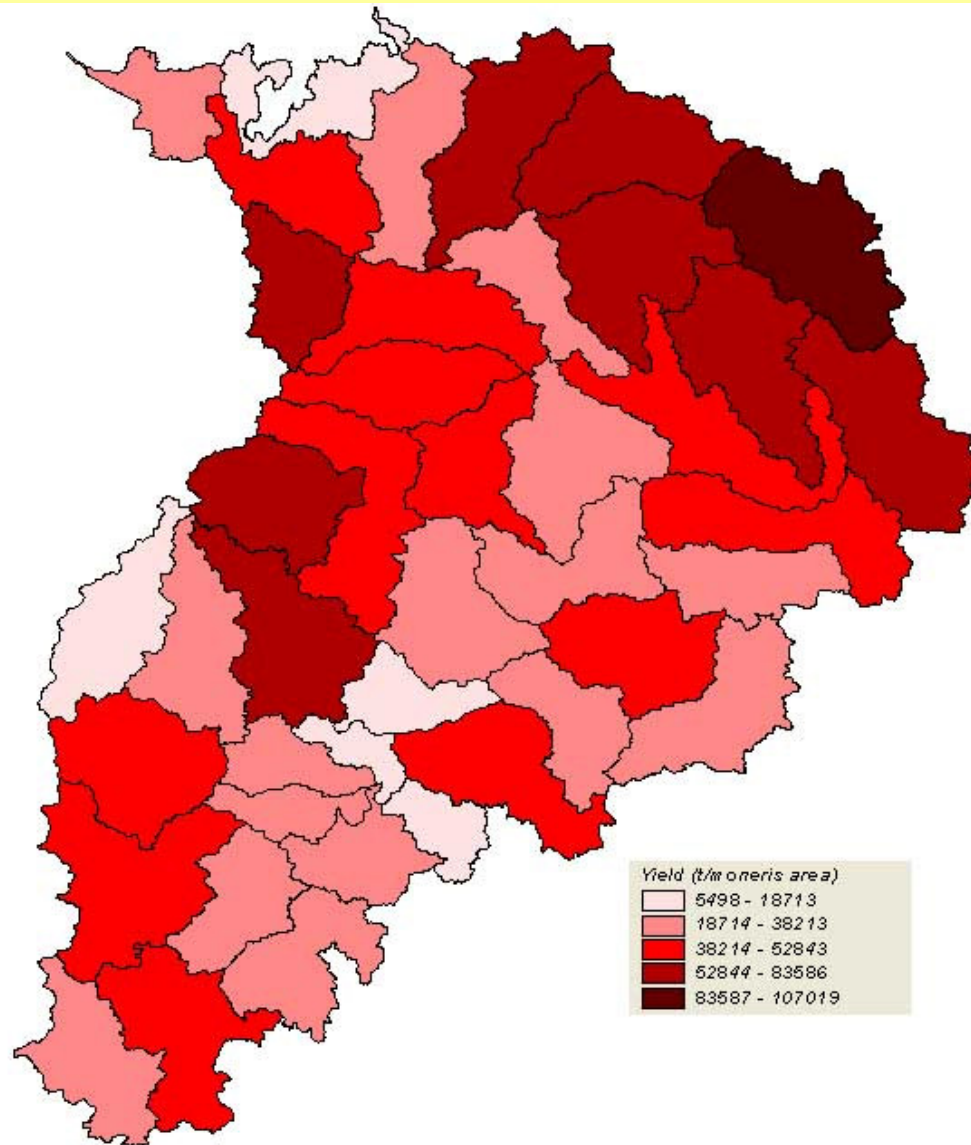 Yield (t/moneris area)
5498 - 18713
18714 - 38213
38214 - 52843
52844 - 83586
83587 - 107019